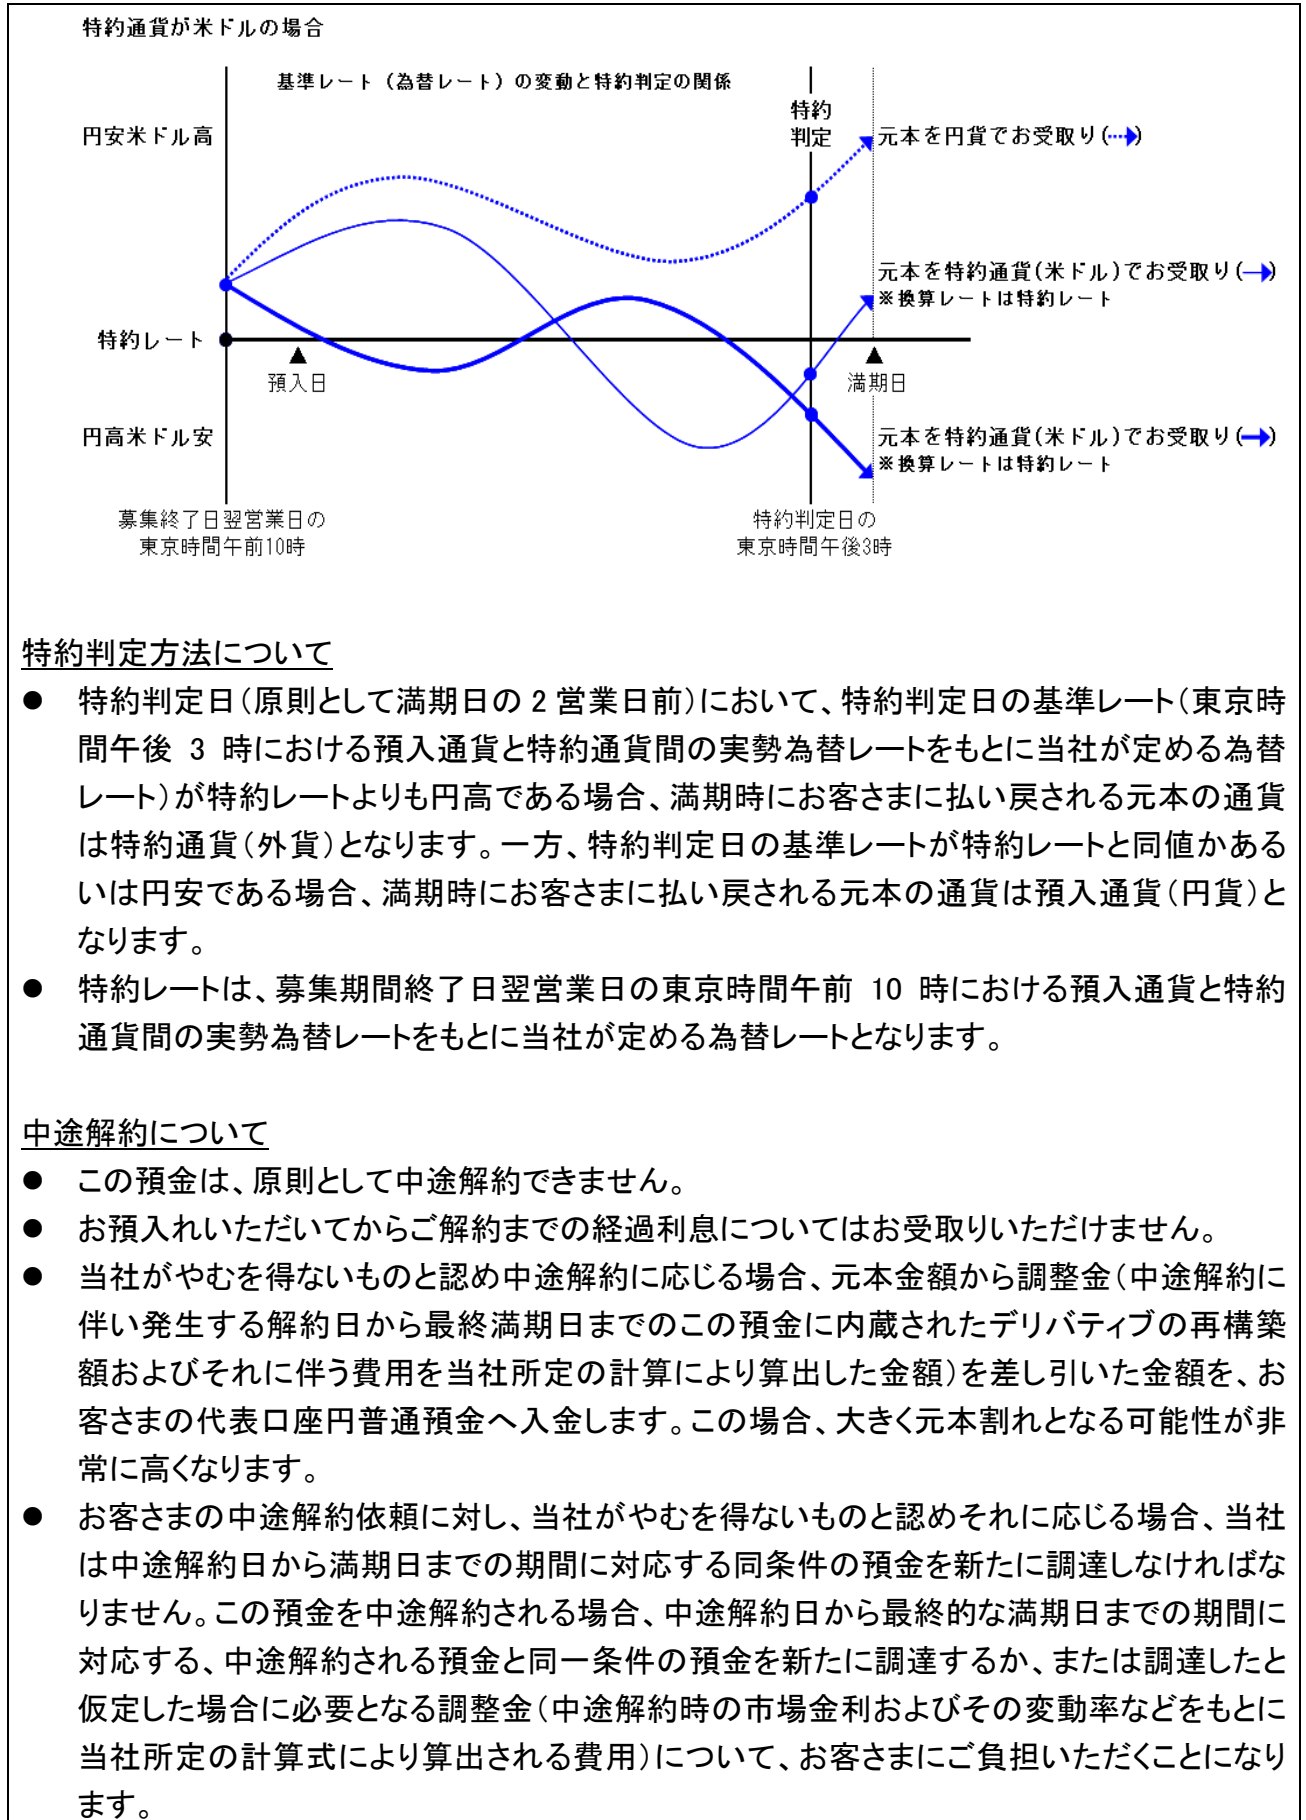 特約通貨が米ドルの場合
基準レート（為替レート）の変動と特約判定の関係
特約
判定
円安米ドル高
元本を円貨でお受取り(┈▶)
元本を特約通貨(米ドル)でお受取り(→)
※換算レートは特約レート
特約レート
▲
預入日
▲
満期日
円高米ドル安
元本を特約通貨(米ドル)でお受取り(→)
※換算レートは特約レート
募集終了日翌営業日の
東京時間午前10時
特約判定日の
東京時間午後3時
特約判定方法について
● 特約判定日（原則として満期日の 2 営業日前）において、特約判定日の基準レート（東京時
間午後 3 時における預入通貨と特約通貨間の実勢為替レートをもとに当社が定める為替
レート）が特約レートよりも円高である場合、満期時にお客さまに払い戻される元本の通貨
は特約通貨（外貨）となります。一方、特約判定日の基準レートが特約レートと同値かある
いは円安である場合、満期時にお客さまに払い戻される元本の通貨は預入通貨（円貨）と
なります。
● 特約レートは、募集期間終了日翌営業日の東京時間午前 10 時における預入通貨と特約
通貨間の実勢為替レートをもとに当社が定める為替レートとなります。
中途解約について
● この預金は、原則として中途解約できません。
● お預入れいただいてからご解約までの経過利息についてはお受取りいただけません。
● 当社がやむを得ないものと認め中途解約に応じる場合、元本金額から調整金（中途解約に
伴い発生する解約日から最終満期日までのこの預金に内蔵されたデリバティブの再構築
額およびそれに伴う費用を当社所定の計算により算出した金額）を差し引いた金額を、お
客さまの代表口座円普通預金へ入金します。この場合、大きく元本割れとなる可能性が非
常に高くなります。
● お客さまの中途解約依頼に対し、当社がやむを得ないものと認めそれに応じる場合、当社
は中途解約日から満期日までの期間に対応する同条件の預金を新たに調達しなければな
りません。この預金を中途解約される場合、中途解約日から最終的な満期日までの期間に
対応する、中途解約される預金と同一条件の預金を新たに調達するか、または調達したと
仮定した場合に必要となる調整金（中途解約時の市場金利およびその変動率などをもとに
当社所定の計算式により算出される費用）について、お客さまにご負担いただくことになり
ます。